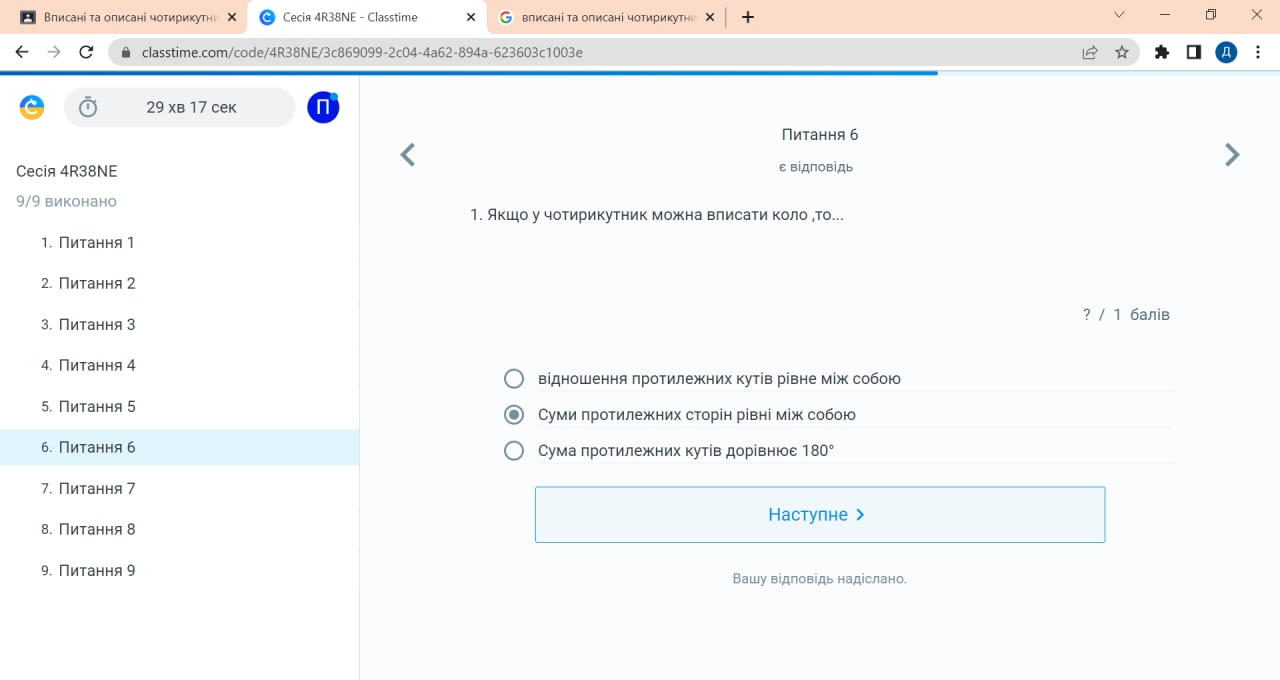 Вписані та описані чотирикутни
Сесія 4R38NE - Classtime
вписані та описані чотирикутни
classtime.com/code/4R38NE/3c869099-2c04-4a62-894a-623603c1003e
Д
29 хв 17 сек
П
Сесія 4R38NE
9/9 виконано
1. Питання 1
2. Питання 2
3. Питання 3
4. Питання 4
5. Питання 5
6. Питання 6
7. Питання 7
8. Питання 8
9. Питання 9
Питання 6
є відповідь
1. Якщо у чотирикутник можна вписати коло ,то...
? / 1 балів
відношення протилежних кутів рівне між собою
Суми протилежних сторін рівні між собою
Сума протилежних кутів дорівнює 180°
Наступне
Вашу відповідь надіслано.